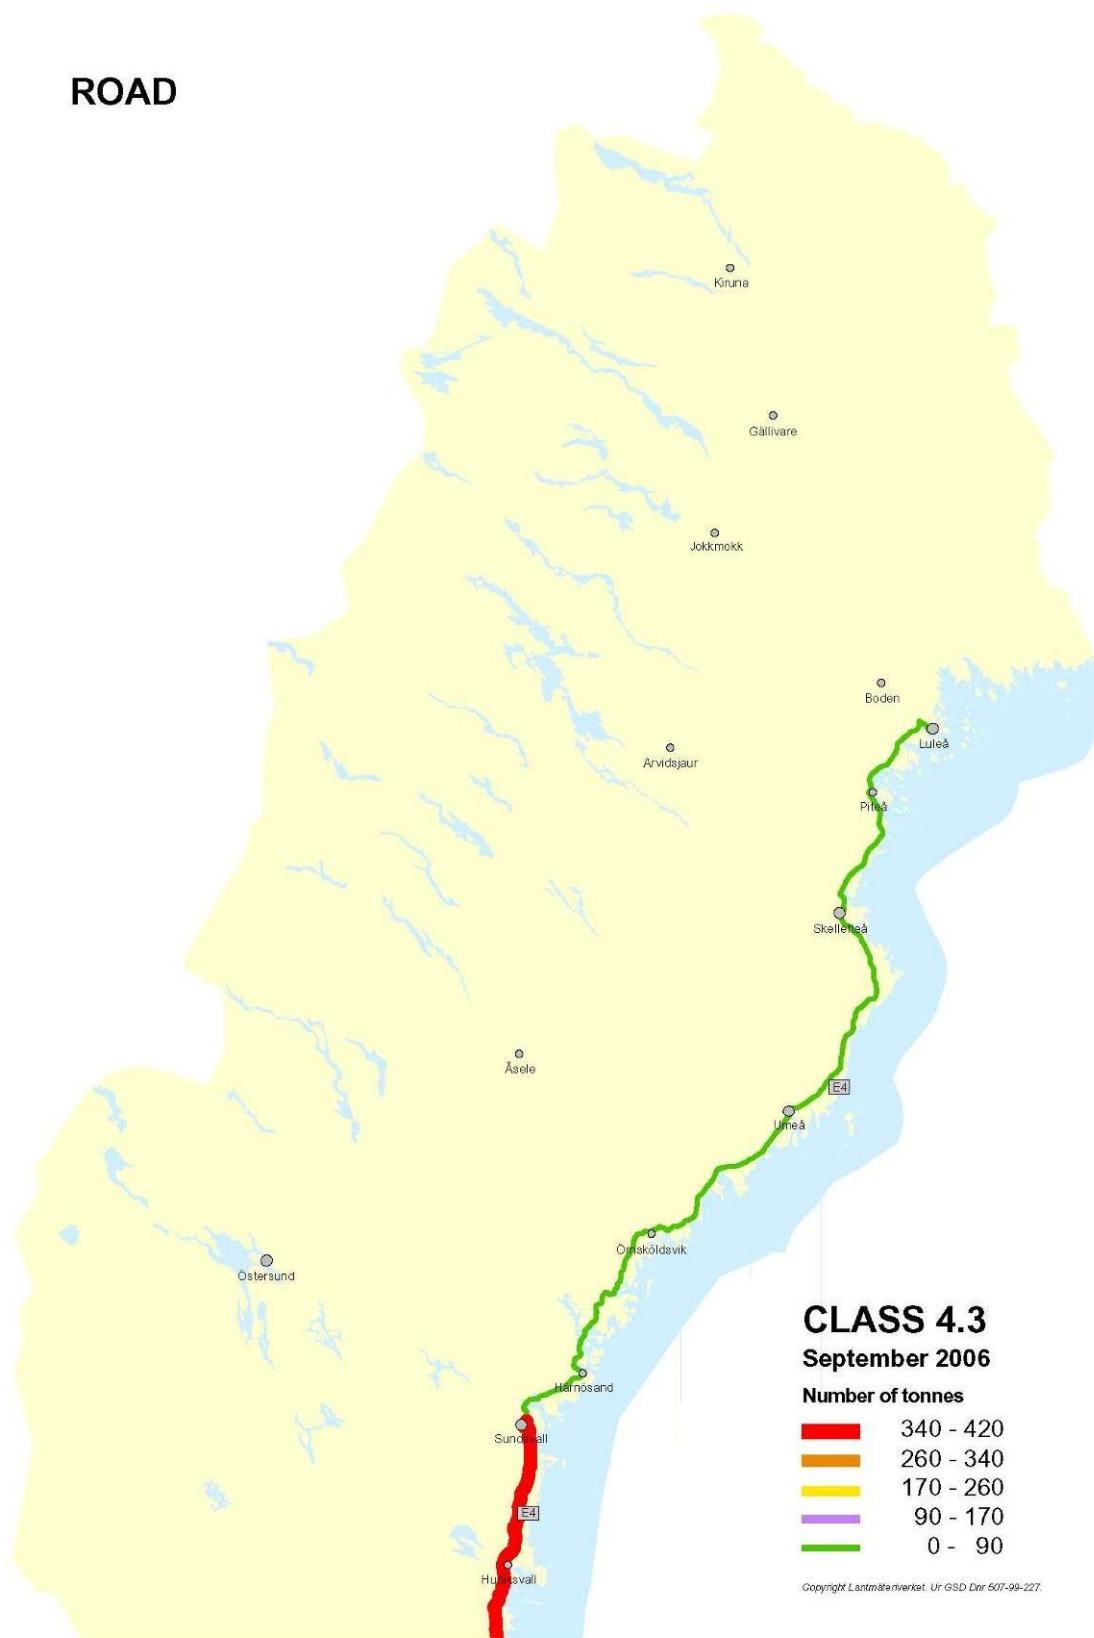 ROAD
Kiruna
Gällivare
Jokkmokk
Boden
Luleå
Arvidsjaur
Piteå
Skellefteå
Åsele
E4
Umeå
Örnsköldsvik
Östersund
CLASS 4.3
September 2006
Härnösand
Number of tonnes
340 - 420
Sundsvall
260 - 340
170 - 260
E4
90 - 170
0 - 90
Hudiksvall
Copyright Lantmäteriverket. Ur GSD Dnr 507-99-227.